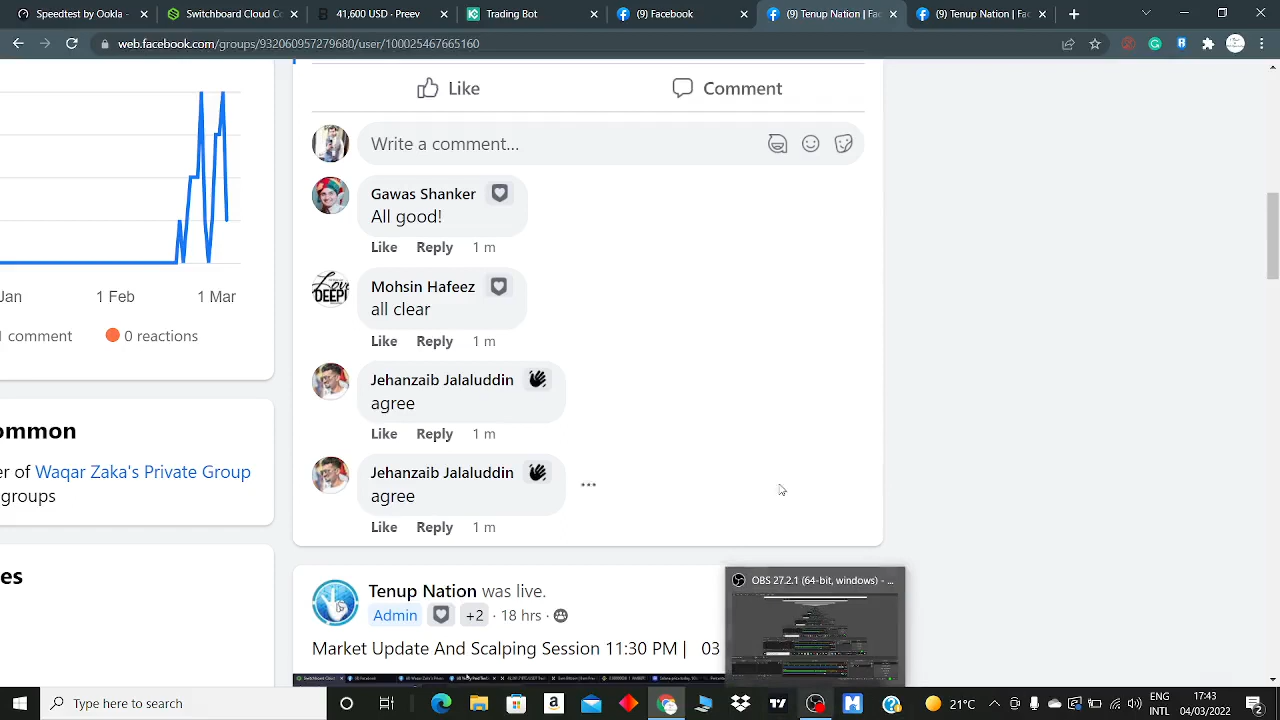 Speedtest by Ookla
Switchboard Cloud Co
41,600 USD - Prev
Trading Bot
(9) Facebook
(9) Tenup Nation | Fac
(9) Tenup Nation | Fac
web.facebook.com/groups/932060957279680/user/100025467665160
Like
Comment
Write a comment...
Gawas Shanker
All good!
Like Reply 1 m
Mohsin Hafeez
all clear
Like Reply 1 m
Jehanzaib Jalaluddin
agree
Like Reply 1 m
Jehanzaib Jalaluddin
agree
Like Reply 1 m
Jan
1 Feb
1 Mar
comment
0 reactions
ommon
er of Waqar Zaka's Private Group
groups
es
Tenup Nation was live.
Admin +2 · 18 hrs ·
Market Update And Scalping Session 11:30 PM | 03
OBS 27.2.1 (64-bit, windows) - ...
Type here to search
21°C
ENG
INTL
17:43
04/03/2022
2